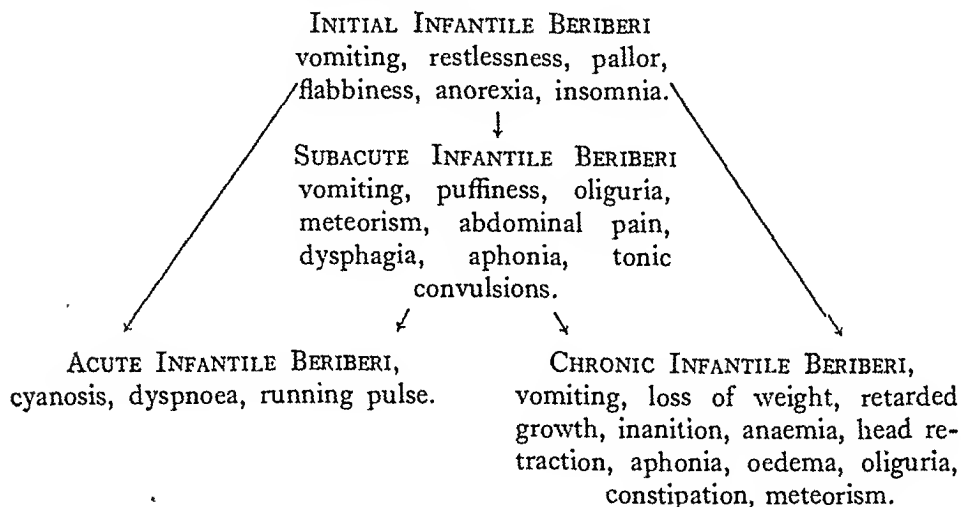 INITIAL INFANTILE BERIBERI
vomiting, restlessness, pallor,
flabbiness, anorexia, insomnia.
SUBACUTE INFANTILE BERIBERI
vomiting, puffiness, oliguria,
meteorism, abdominal pain,
dysphagia, aphonia, tonic
convulsions.
ACUTE INFANTILE BERIBERI,
cyanosis, dyspnoea, running pulse.
CHRONIC INFANTILE BERIBERI,
vomiting, loss of weight, retarded
growth, inanition, anaemia, head re-
traction, aphonia, oedema, oliguria,
constipation, meteorism.